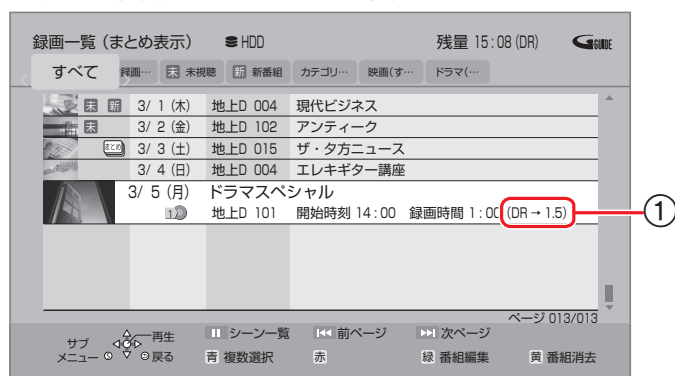 録画一覧 (まとめ表示) HDD 残量 15:08 (DR) GGUIDE
すべて 録画… 未 未視聴 新 新番組 カテゴリ… 映画(す… ドラマ(…
未 新 3/ 1 (木) 地上D 004 現代ビジネス
未 3/ 2 (金) 地上D 102 アンティーク
まとめ 3/ 3 (土) 地上D 015 ザ・夕方ニュース
3/ 4 (日) 地上D 004 エレキギター講座
3/ 5 (月) ドラマスペシャル
地上D 101 開始時刻 14:00 録画時間 1:00 (DR → 1.5) ①
ページ 013/013
サブメニュー 再生 戻る シーン一覧 前ページ 次ページ
青 複数選択 赤 緑 番組編集 黄 番組消去